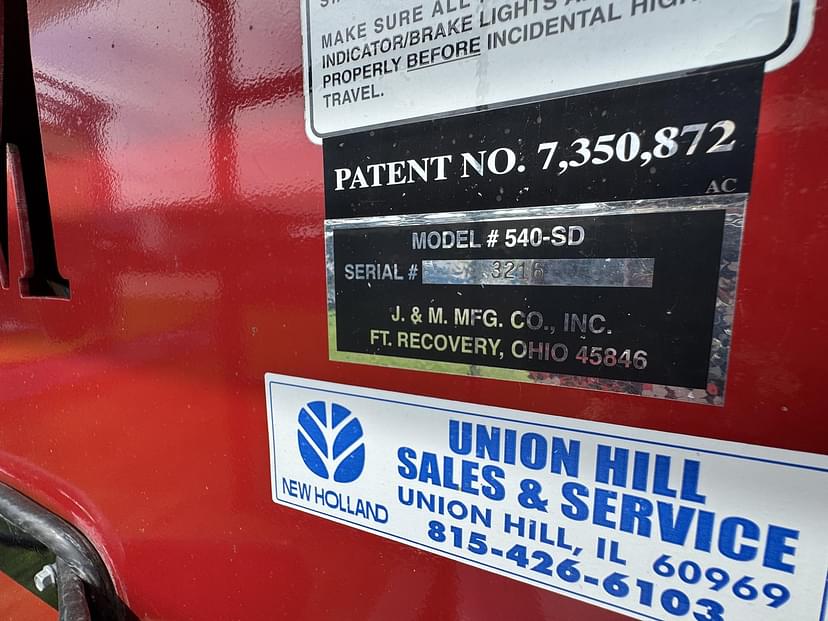 MAKE SURE ALL
INDICATOR/BRAKE LIGHTS
PROPERLY BEFORE INCIDENTAL
TRAVEL.
PATENT NO. 7,350,872
AC
MODEL # 540-SD
SERIAL # 3216
J. & M. MFG. CO., INC.
FT. RECOVERY, OHIO 45846
UNION HILL
SALES & SERVICE
NEW HOLLAND
UNION HILL, IL 60969
815-426-6103